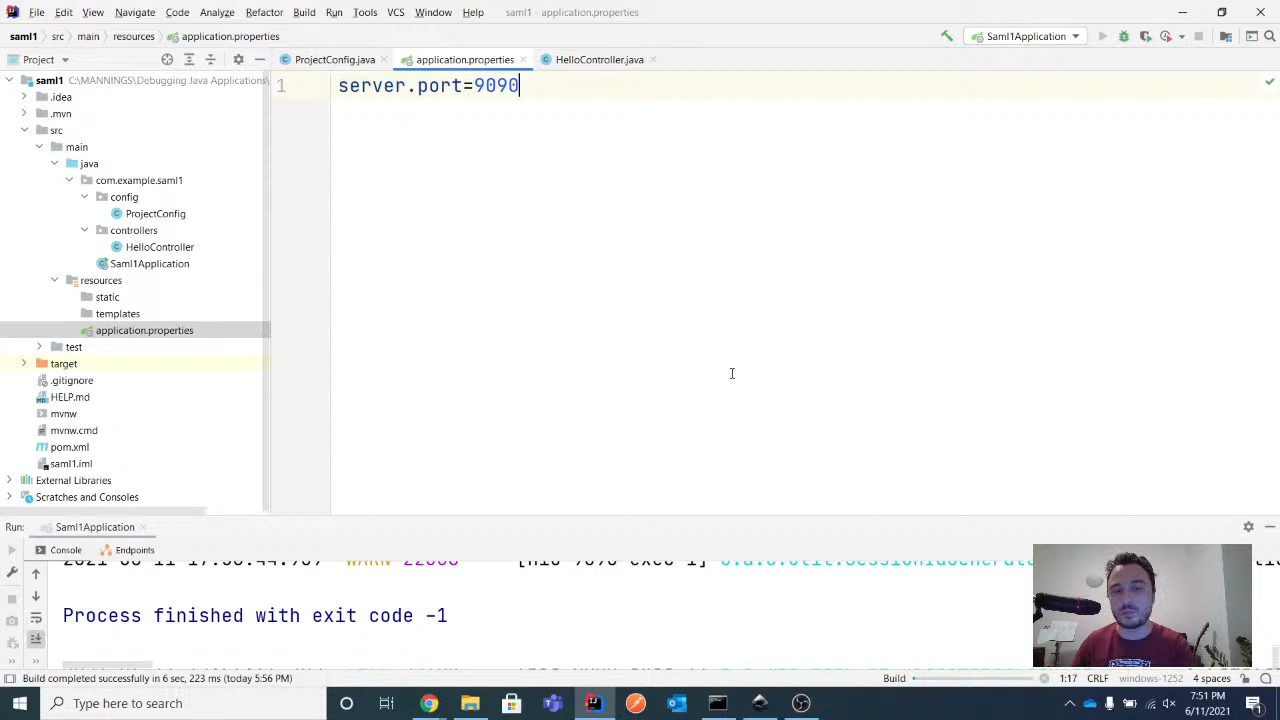 File Edit View Navigate Code Analyze Refactor Build Run Tools VCS Window Help saml1 - application.properties
saml1 src main resources application.properties Saml1Application
Project ProjectConfig.java application.properties HelloController.java
saml1 C:\MANNINGS\Debugging Java Applications\
1 server.port=9090
.idea
.mvn
src
main
java
com.example.saml1
config
ProjectConfig
controllers
HelloController
Saml1Application
resources
static
templates
application.properties
test
target
.gitignore
HELP.md
mvnw
mvnw.cmd
pom.xml
saml1.iml
External Libraries
Scratches and Consoles
Run: Saml1Application
Console Endpoints
Process finished with exit code -1
Build completed successfully in 6 sec, 223 ms (today 5:56 PM) Build 1:17 CRLF windows-1252 4 spaces
Type here to search
7:51 PM
6/11/2021